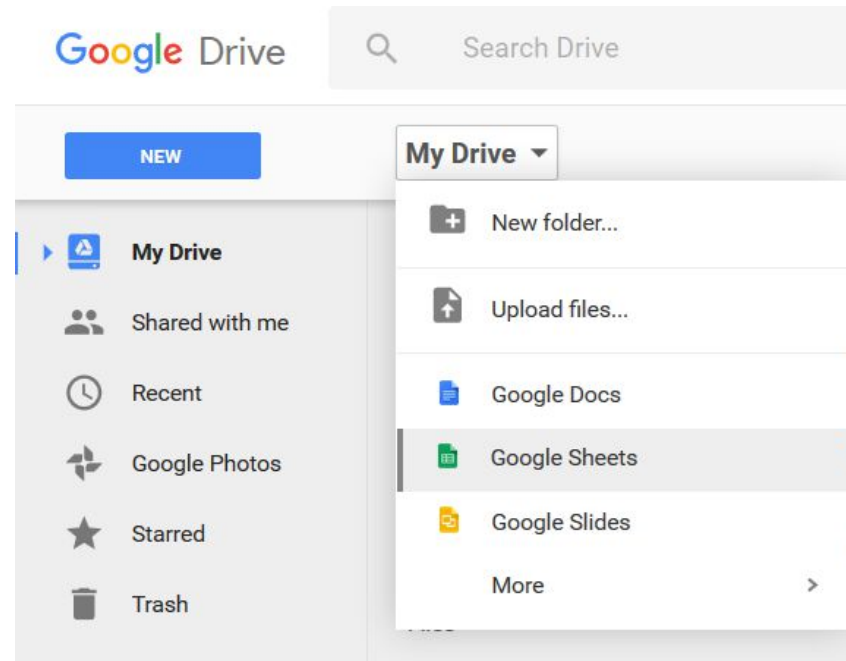 Google Drive
Search Drive
NEW
My Drive
New folder...
My Drive
Upload files...
Shared with me
Google Docs
Recent
Google Sheets
Google Photos
Google Slides
Starred
More
Trash